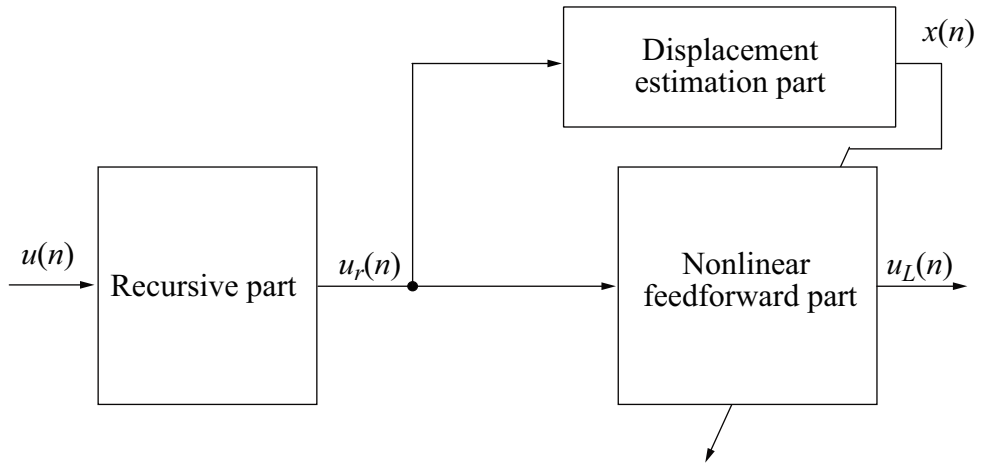 Displacement
estimation part
x(n)
u(n)
Recursive part
u_r(n)
Nonlinear
feedforward part
u_L(n)